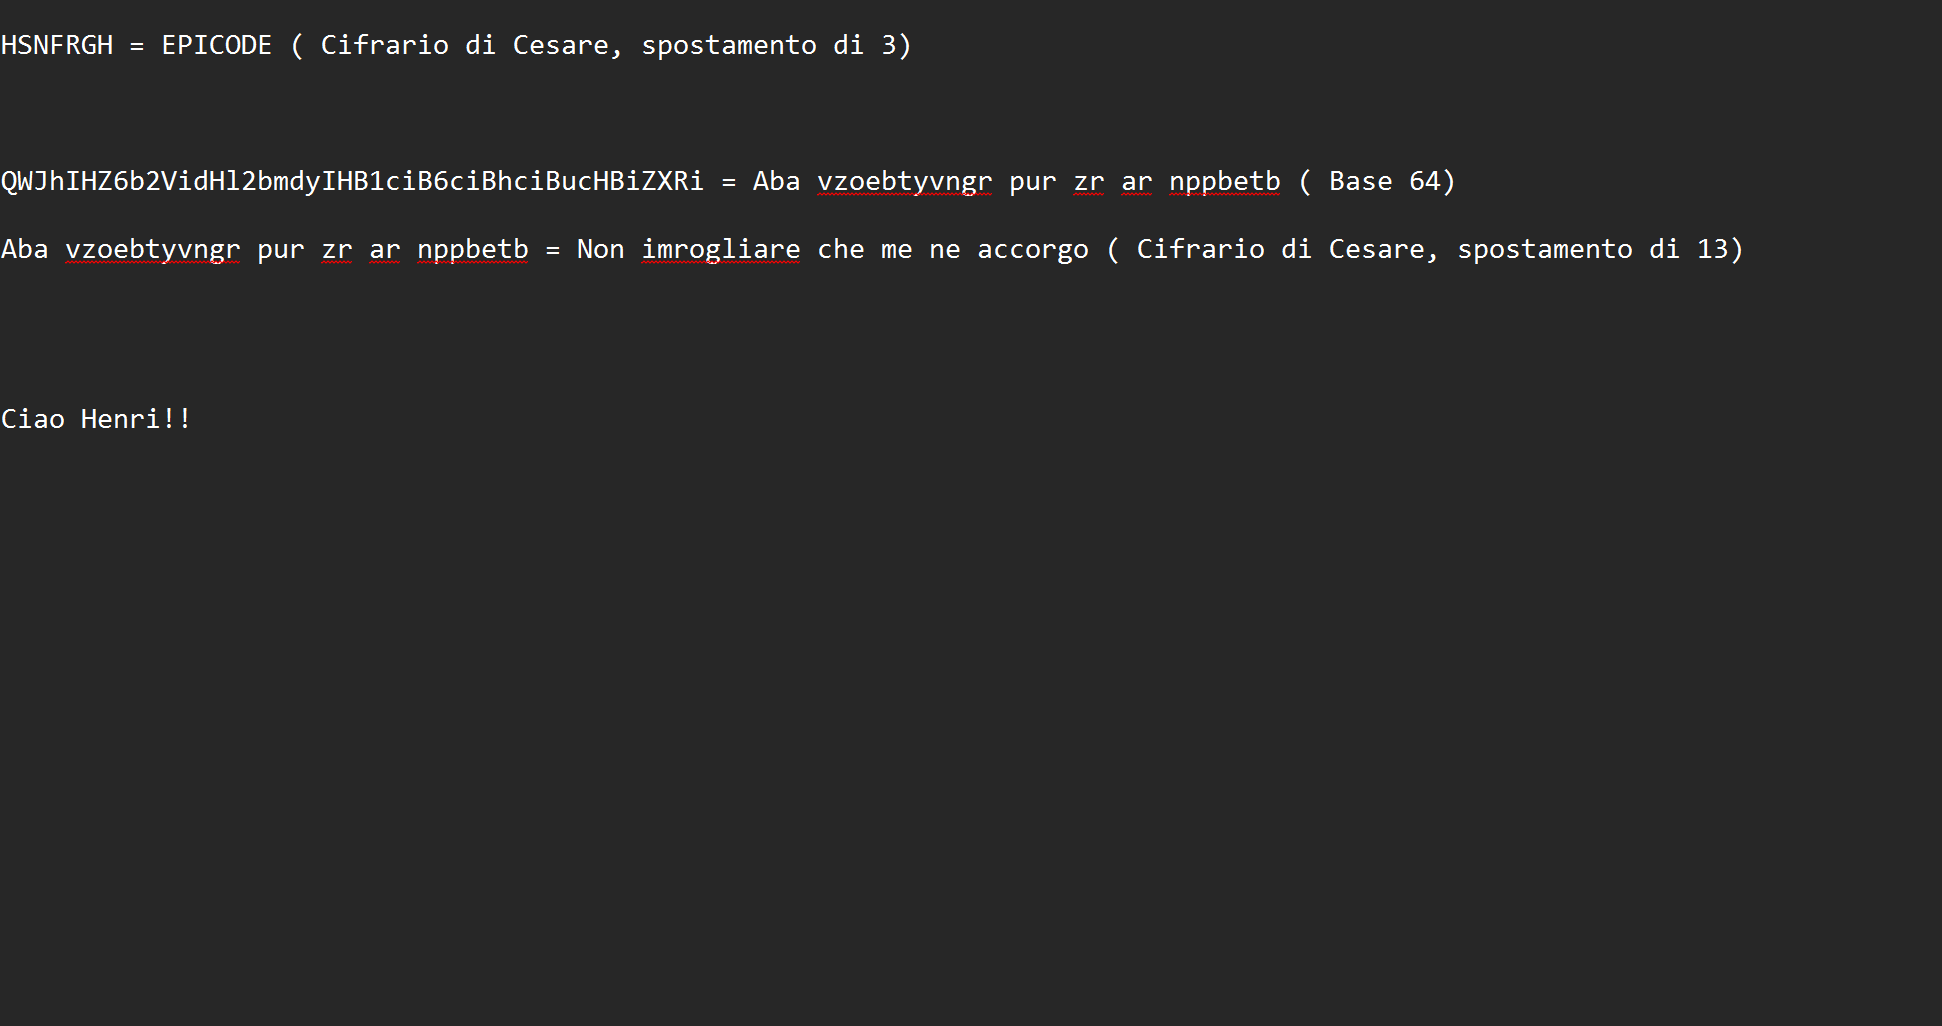 HSNFRGH = EPICODE ( Cifrario di Cesare, spostamento di 3)
QWJhIHZ6b2VidHl2bmdyIHB1ciB6ciBhciBucHBiZXRi = Aba vzoebtyvngr pur zr ar nppbetb ( Base 64)
Aba vzoebtyvngr pur zr ar nppbetb = Non imrogliare che me ne accorgo ( Cifrario di Cesare, spostamento di 13)
Ciao Henri!!